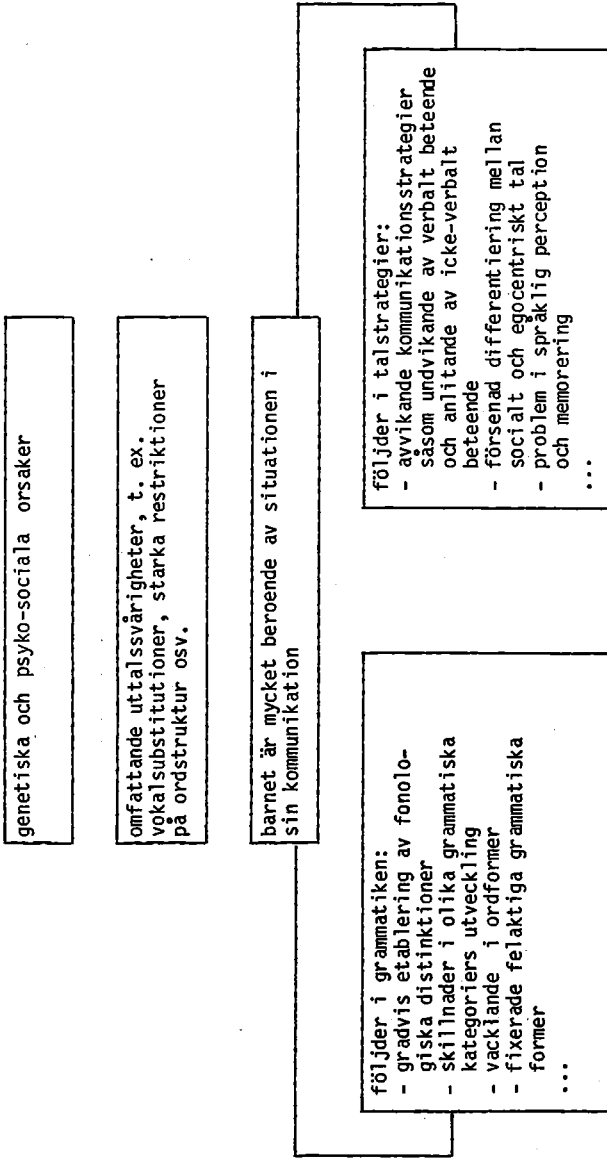 genetiska och psyko-sociala orsaker
omfattande uttalssvårigheter, t. ex.
vokalsubstitutioner, starka restriktioner
på ordstruktur osv.
barnet är mycket beroende av situationen i
sin kommunikation
följder i grammatiken:
- gradvis etablering av fonolo-
giska distinktioner
- skillnader i olika grammatiska
kategoriers utveckling
- vacklande i ordformer
- fixerade felaktiga grammatiska
former
...
följder i talstrategier:
- avvikande kommunikationsstrategier
såsom undvikande av verbalt beteende
och anlitande av icke-verbalt
beteende
- försenad differentiering mellan
socialt och egocentriskt tal
- problem i språklig perception
och memorering
...